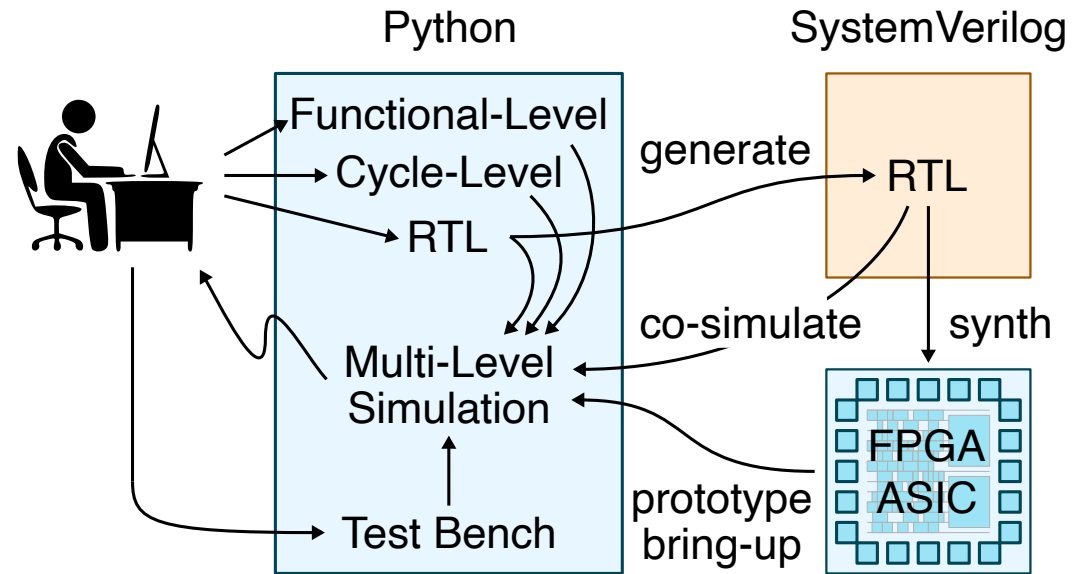 Python
SystemVerilog
Functional-Level
Cycle-Level
RTL
generate
RTL
co-simulate
synth
Multi-Level
Simulation
FPGA
ASIC
prototype
bring-up
Test Bench